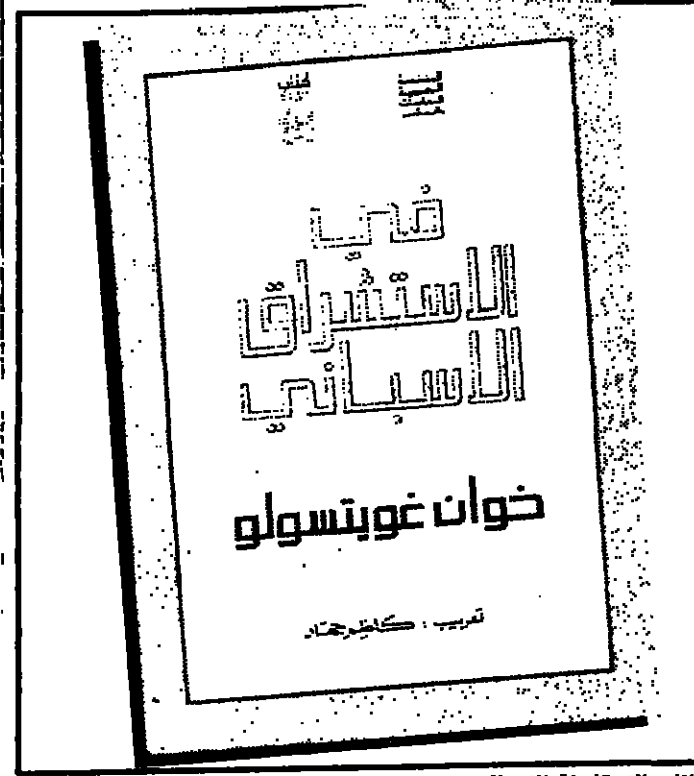 في
الاستشراق
الاسباني
خوان غويتسولو
تعريب : كاظم جهاد